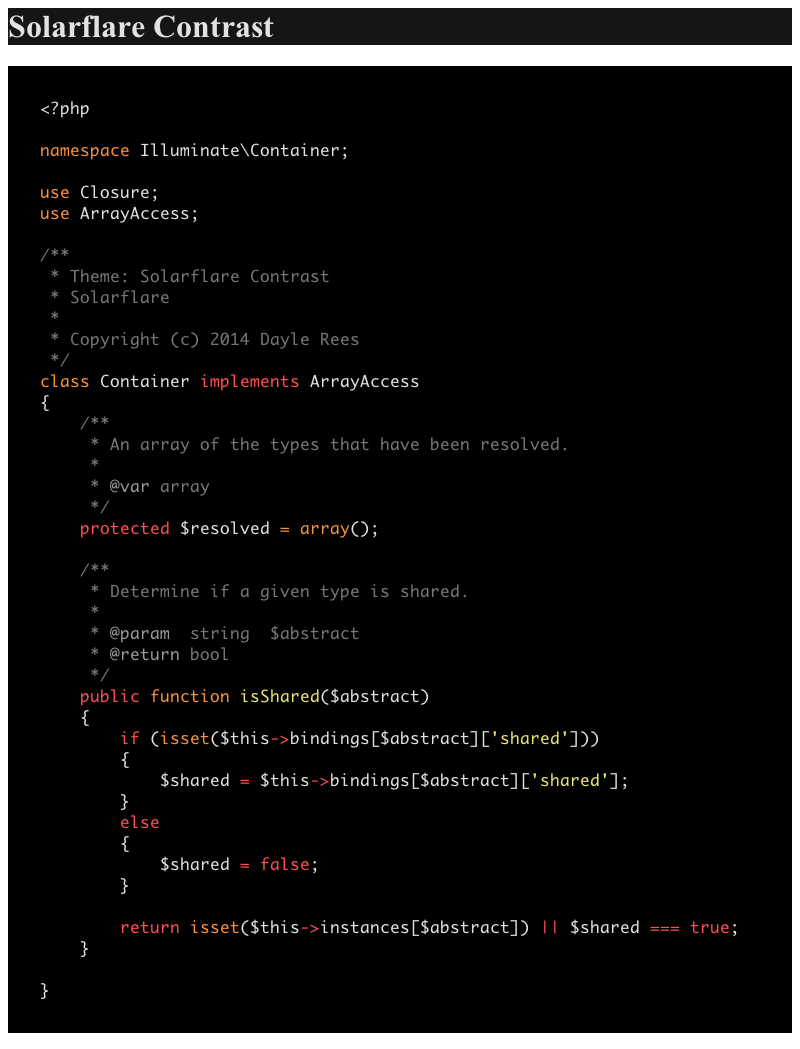 Solarflare Contrast
<?php
namespace Illuminate\Container;
use Closure;
use ArrayAccess;
/**
 * Theme: Solarflare Contrast
 * Solarflare
 *
 * Copyright (c) 2014 Dayle Rees
 */
class Container implements ArrayAccess
{
    /**
     * An array of the types that have been resolved.
     *
     * @var array
     */
    protected $resolved = array();
    /**
     * Determine if a given type is shared.
     *
     * @param  string  $abstract
     * @return bool
     */
    public function isShared($abstract)
    {
        if (isset($this->bindings[$abstract]['shared']))
        {
            $shared = $this->bindings[$abstract]['shared'];
        }
        else
        {
            $shared = false;
        }
        return isset($this->instances[$abstract]) || $shared === true;
    }
}